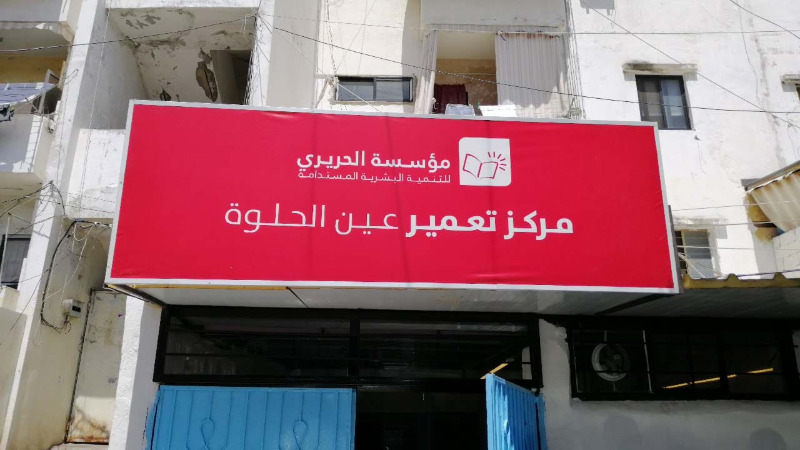 مؤسسة الحريري
للتنمية البشرية المستدامة
مركز تعمير عين الحلوة